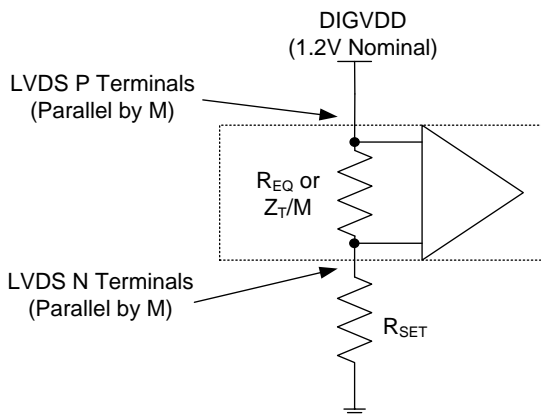 DIGVDD
(1.2V Nominal)
LVDS P Terminals
(Parallel by M)
REQ or
ZT/M
LVDS N Terminals
(Parallel by M)
RSET